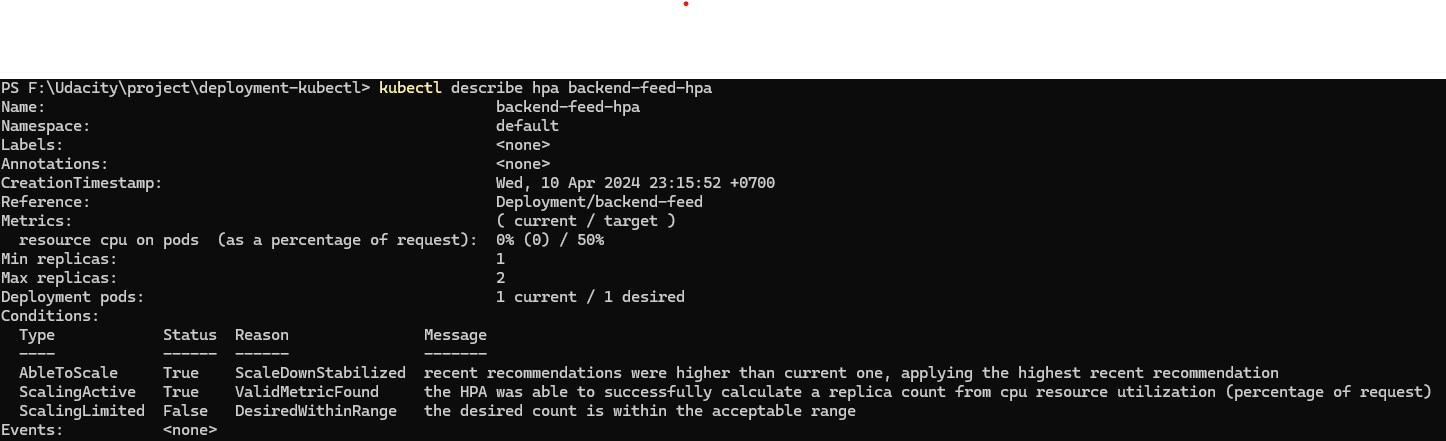 PS F:\Udacity\project\deployment-kubectl> kubectl describe hpa backend-feed-hpa
Name:                                                  backend-feed-hpa
Namespace:                                             default
Labels:                                                <none>
Annotations:                                           <none>
CreationTimestamp:                                     Wed, 10 Apr 2024 23:15:52 +0700
Reference:                                             Deployment/backend-feed
Metrics:                                               ( current / target )
  resource cpu on pods  (as a percentage of request):  0% (0) / 50%
Min replicas:                                          1
Max replicas:                                          2
Deployment pods:                                       1 current / 1 desired
Conditions:
  Type            Status  Reason               Message
  ----            ------  ------               -------
  AbleToScale     True    ScaleDownStabilized  recent recommendations were higher than current one, applying the highest recent recommendation
  ScalingActive   True    ValidMetricFound     the HPA was able to successfully calculate a replica count from cpu resource utilization (percentage of request)
  ScalingLimited  False   DesiredWithinRange   the desired count is within the acceptable range
Events:           <none>